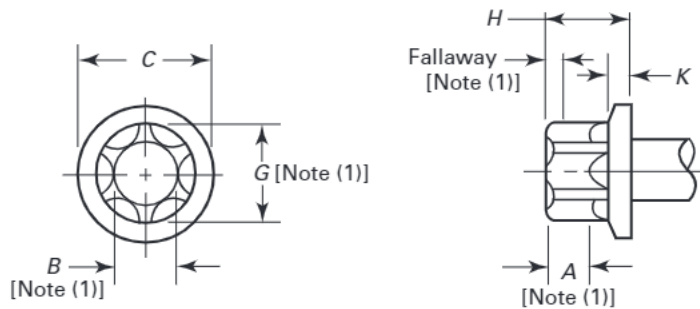 C
G [Note (1)]
B
[Note (1)]
H
Fallaway
[Note (1)]
K
A
[Note (1)]